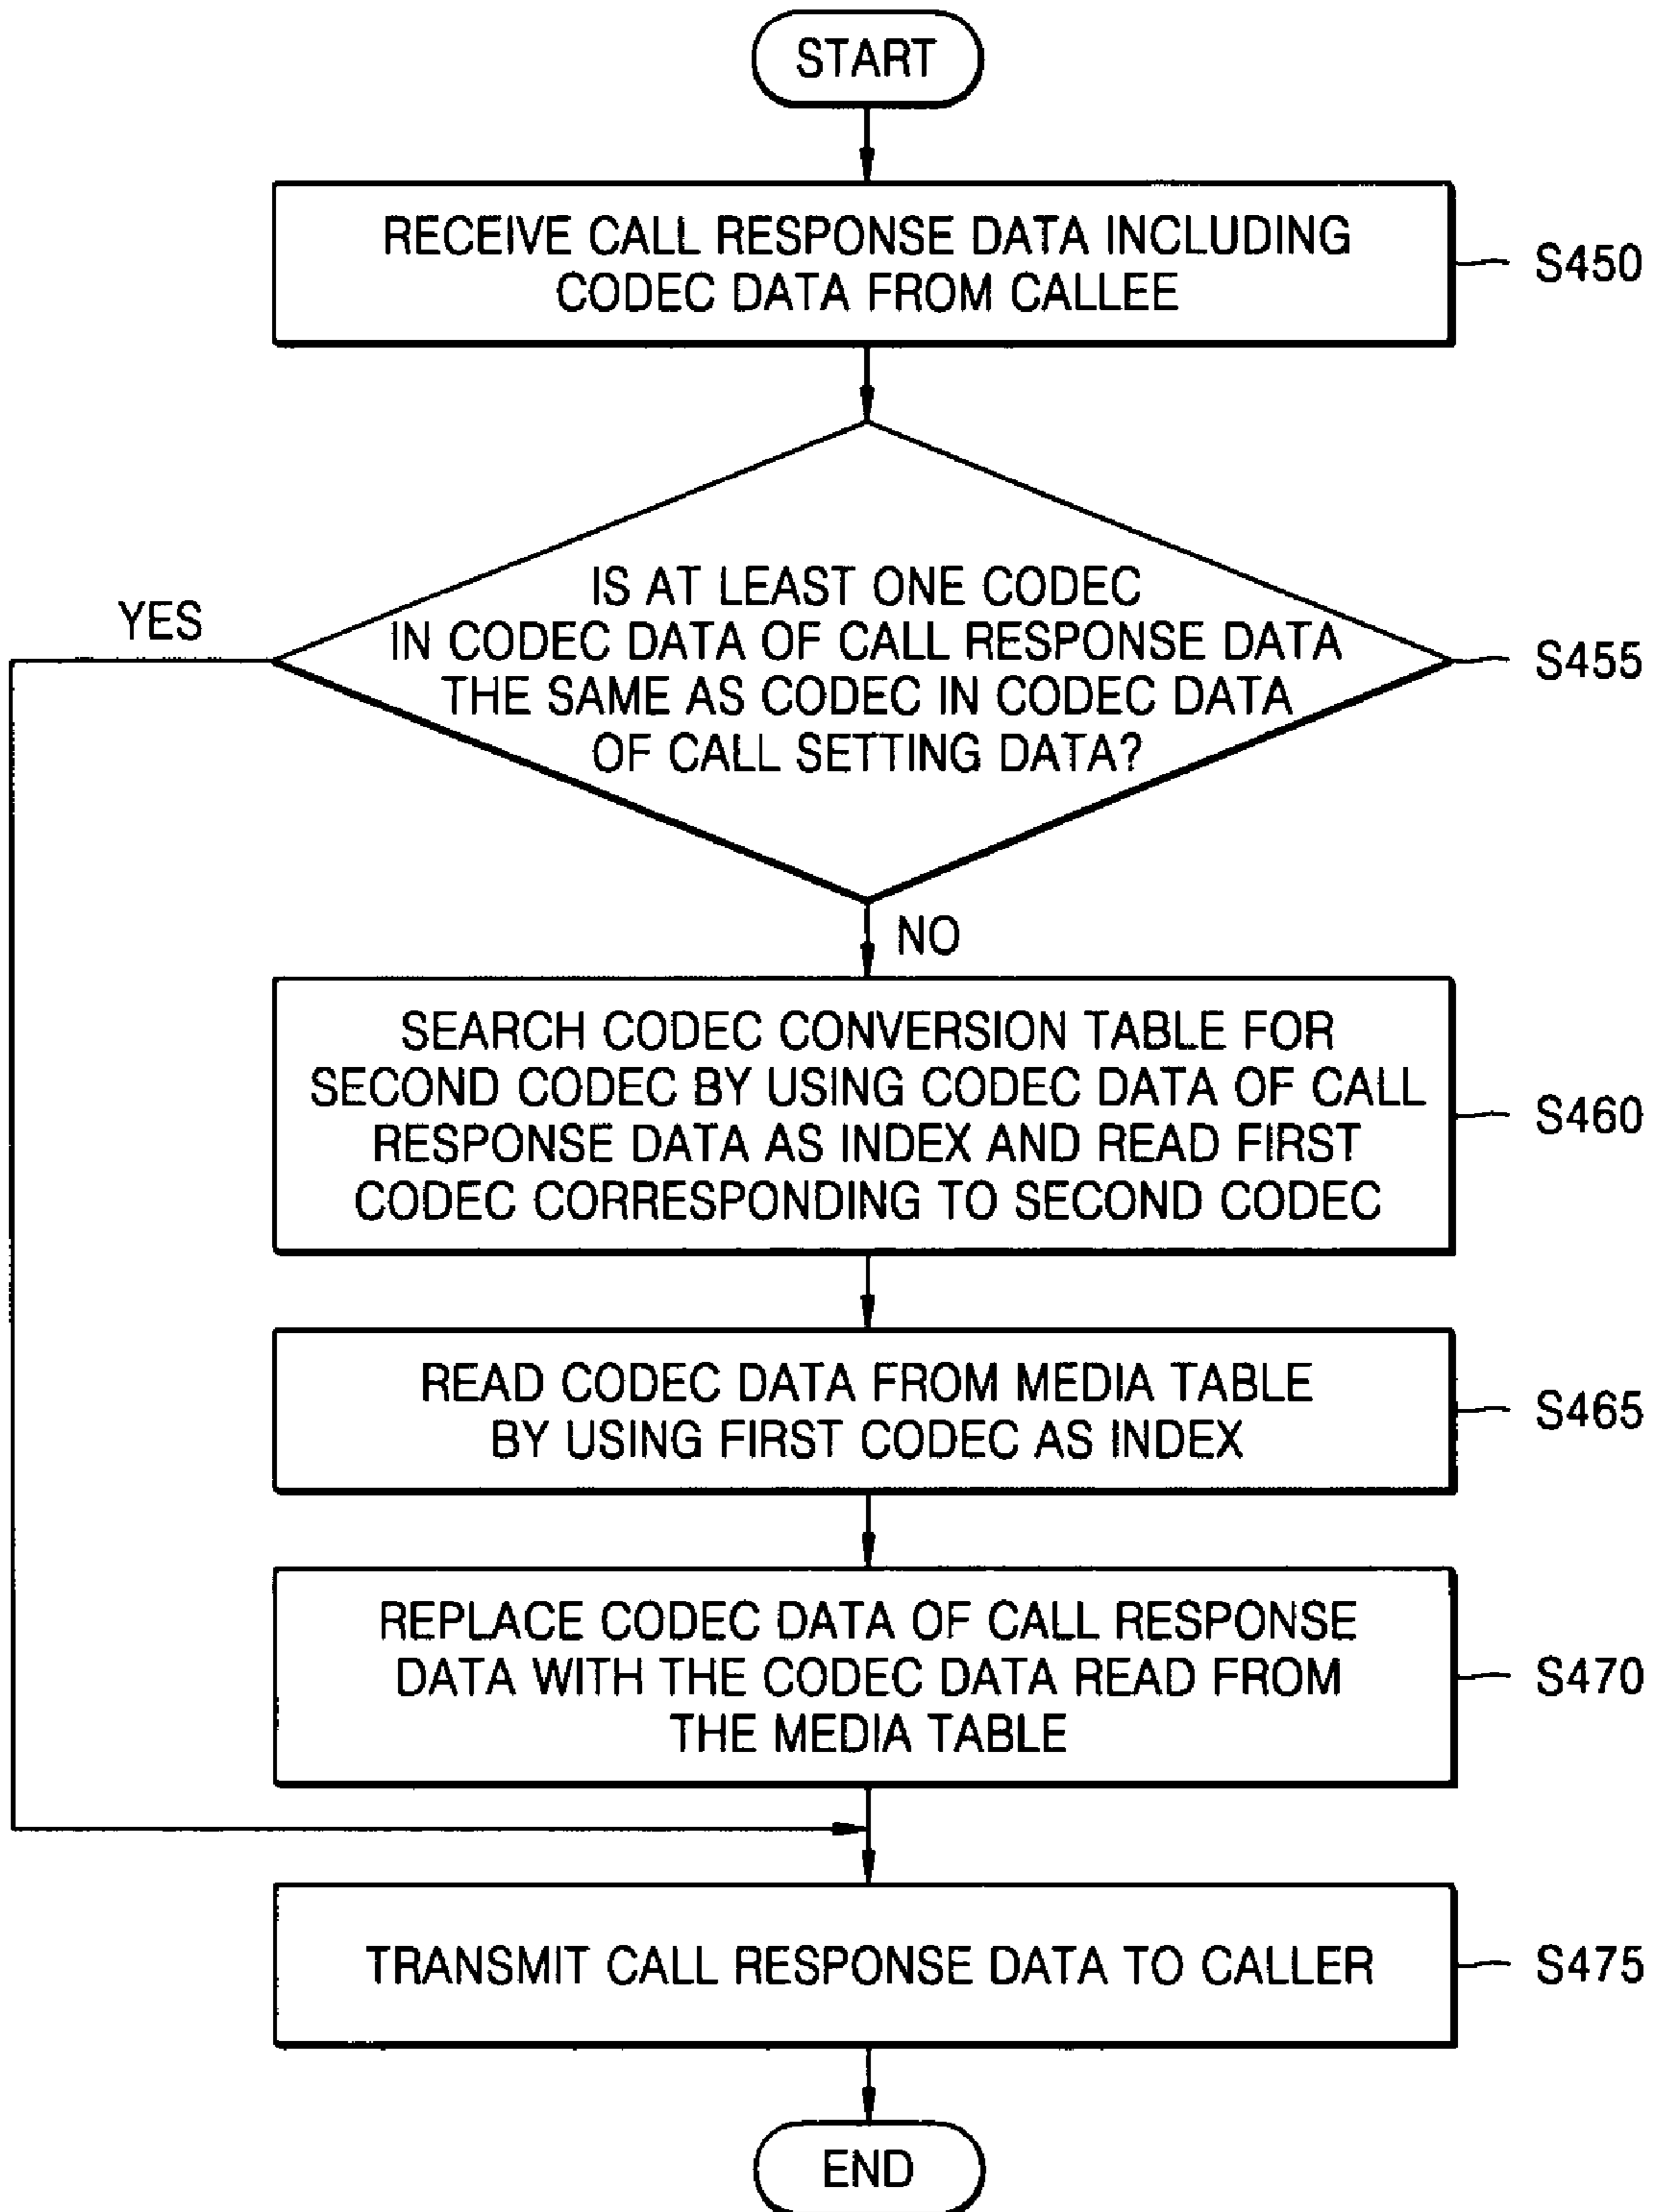 START
RECEIVE CALL RESPONSE DATA INCLUDING
CODEC DATA FROM CALLEE
S450
IS AT LEAST ONE CODEC
IN CODEC DATA OF CALL RESPONSE DATA
THE SAME AS CODEC IN CODEC DATA
OF CALL SETTING DATA?
YES
S455
NO
SEARCH CODEC CONVERSION TABLE FOR
SECOND CODEC BY USING CODEC DATA OF CALL
RESPONSE DATA AS INDEX AND READ FIRST
CODEC CORRESPONDING TO SECOND CODEC
S460
READ CODEC DATA FROM MEDIA TABLE
BY USING FIRST CODEC AS INDEX
S465
REPLACE CODEC DATA OF CALL RESPONSE
DATA WITH THE CODEC DATA READ FROM
THE MEDIA TABLE
S470
TRANSMIT CALL RESPONSE DATA TO CALLER
S475
END